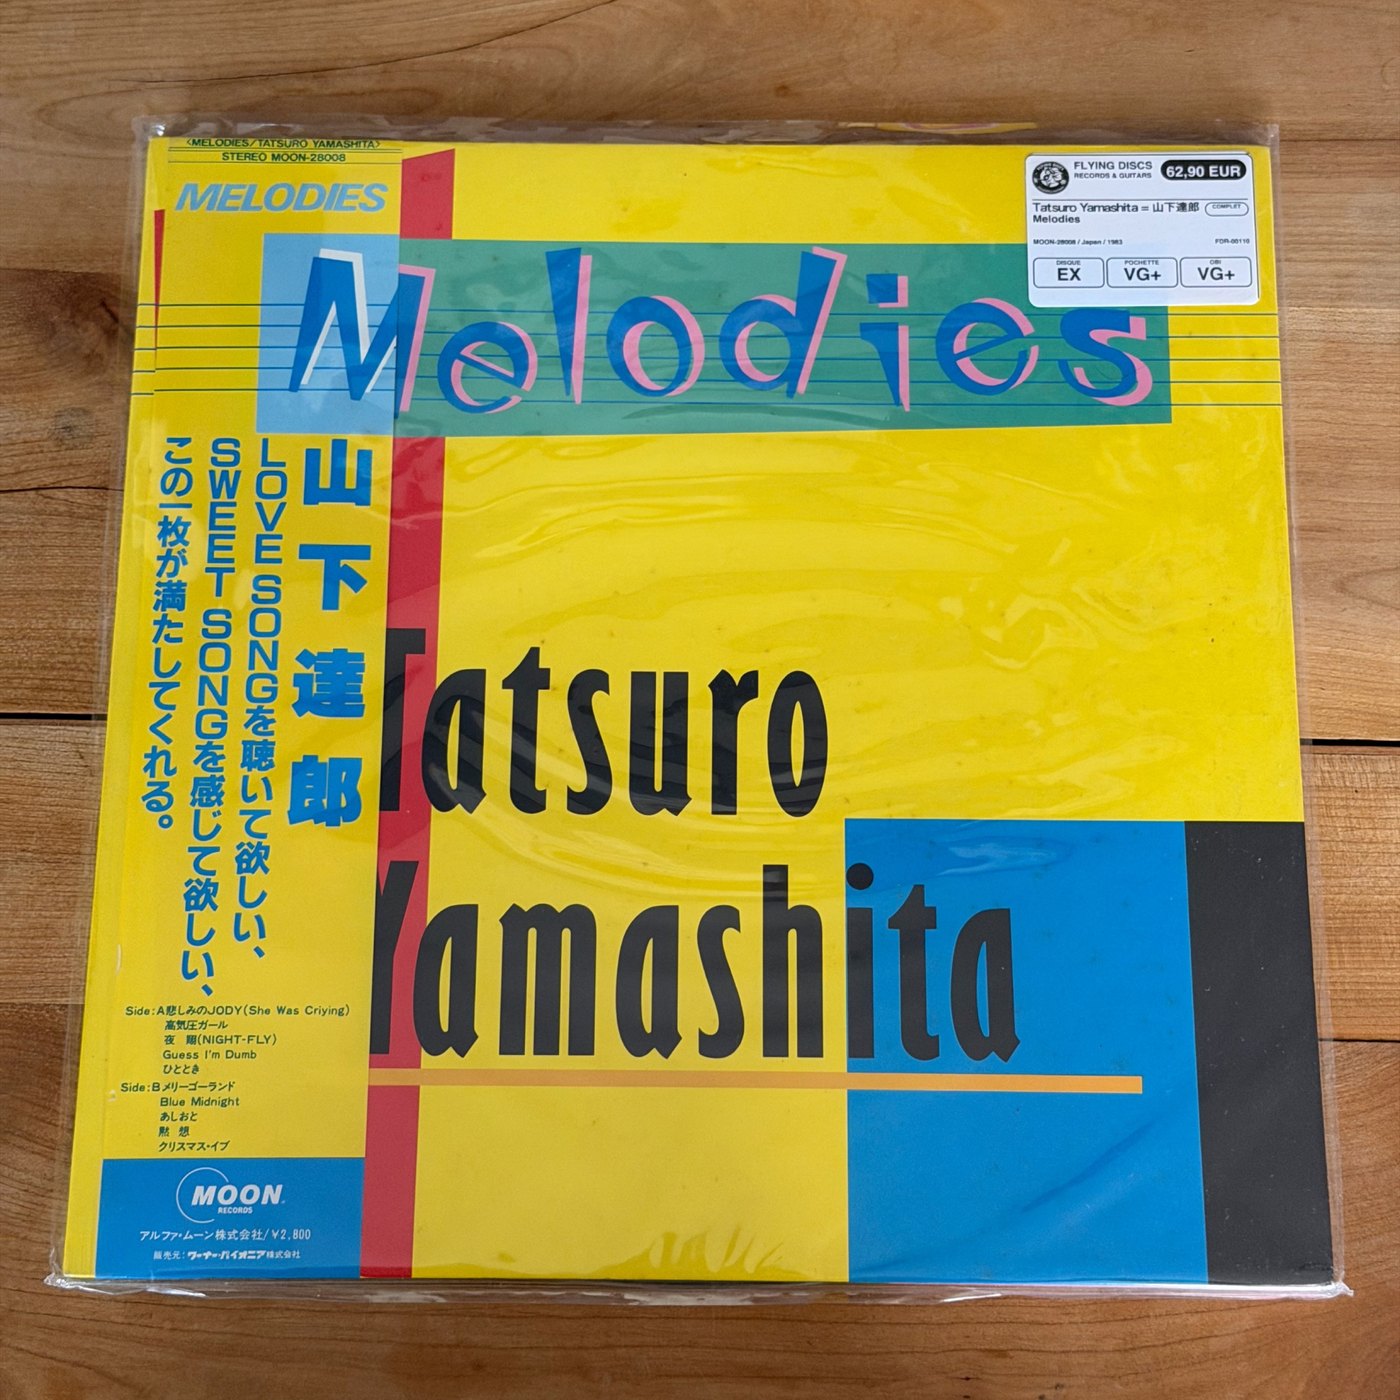 <MELODIES/TATSURO YAMASHITA>
STEREO MOON-28008
MELODIES
山下達郎
LOVE SONGを聴いて欲しい、
SWEET SONGを感じて欲しい、
この一枚が満たしてくれる。
Side:A悲しみのJODY(She Was Criying)
高気圧ガール
夜 翔(NIGHT-FLY)
Guess I'm Dumb
ひととき
Side:Bメリーゴーランド
Blue Midnight
あしおと
黙 想
クリスマス・イブ
MOON
RECORDS
アルファ・ムーン株式会社/¥2,800
販売元:ワーナー・パイオニア株式会社
Melodies
Tatsuro
Yamashita
FLYING DISCS
RECORDS & GUITARS
62,90 EUR
Tatsuro Yamashita = 山下達郎
COMPLET
Melodies
MOON-28008 / Japan / 1983
FDR-00110
DISQUE
EX
POCHETTE
VG+
OBI
VG+